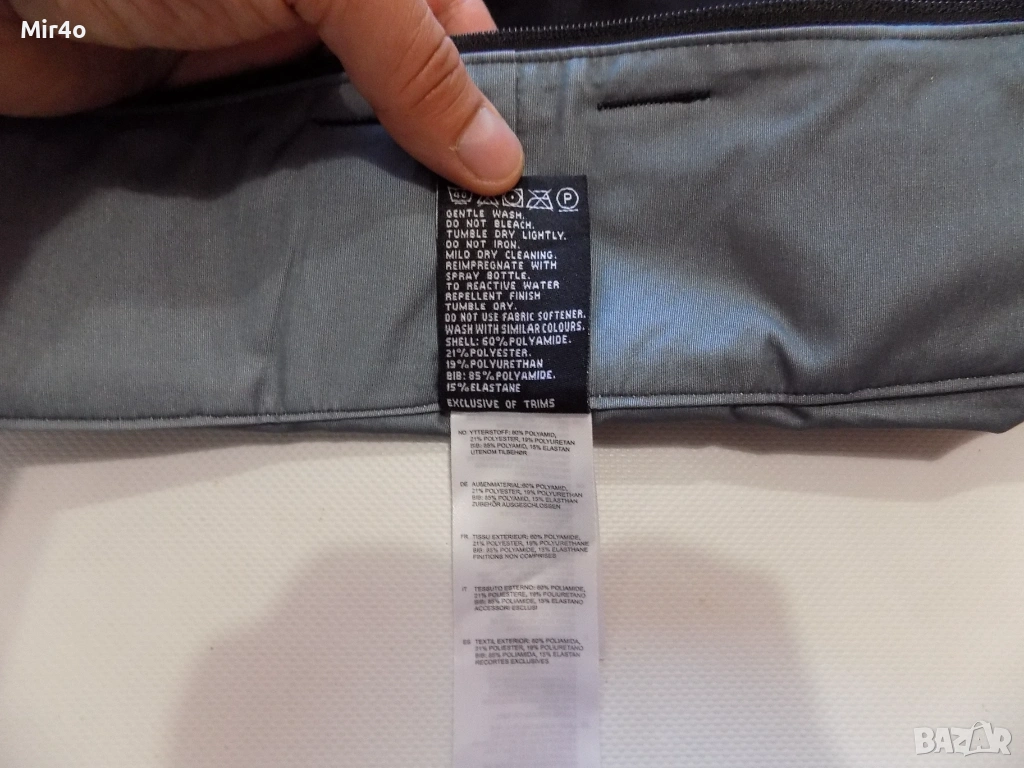 Mir4o
40 P
GENTLE WASH.
DO NOT BLEACH.
TUMBLE DRY LIGHTLY.
DO NOT IRON.
MILD DRY CLEANING.
REIMPREGNATE WITH
SPRAY BOTTLE.
TO REACTIVE WATER
REPELLENT FINISH
TUMBLE DRY.
DO NOT USE FABRIC SOFTENER.
WASH WITH SIMILAR COLOURS.
SHELL: 60%POLYAMIDE.
21%POLYESTER.
19%POLYURETHAN
BIB: 85%POLYAMIDE.
15%ELASTANE
EXCLUSIVE OF TRIMS
NO YTTERSTOFF: 60% POLYAMID,
21% POLYESTER, 19% POLYURETAN
BIB: 85% POLYAMID, 15% ELASTAN
UTENOM TILBEHØR.
DE AUßENMATERIAL:60% POLYAMID,
21% POLYESTER, 19% POLYURETHAN
BIB: 85% POLYAMID, 15% ELASTHAN
ZUBEHÖR AUSGESCHLOSSEN
FR TISSU EXTERIEUR: 60% POLYAMIDE,
21% POLYESTER, 19% POLYURETHANE
BIB: 85% POLYAMIDE, 15% ELASTHANE
FINITIONS NON COMPRISES
IT TESSUTO ESTERNO: 60% POLIAMIDE,
21% POLIESTERE, 19% POLIURETANO
BIB: 85% POLIAMIDE, 15% ELASTANO
ACCESSORI ESCLUSI
ES TEXTIL EXTERIOR: 60% POLIAMIDA,
21% POLIESTER, 19% POLIURETANO
BIB: 85% POLIAMIDA, 15% ELASTAN
RECORTES EXCLUSIVES
BAZAR